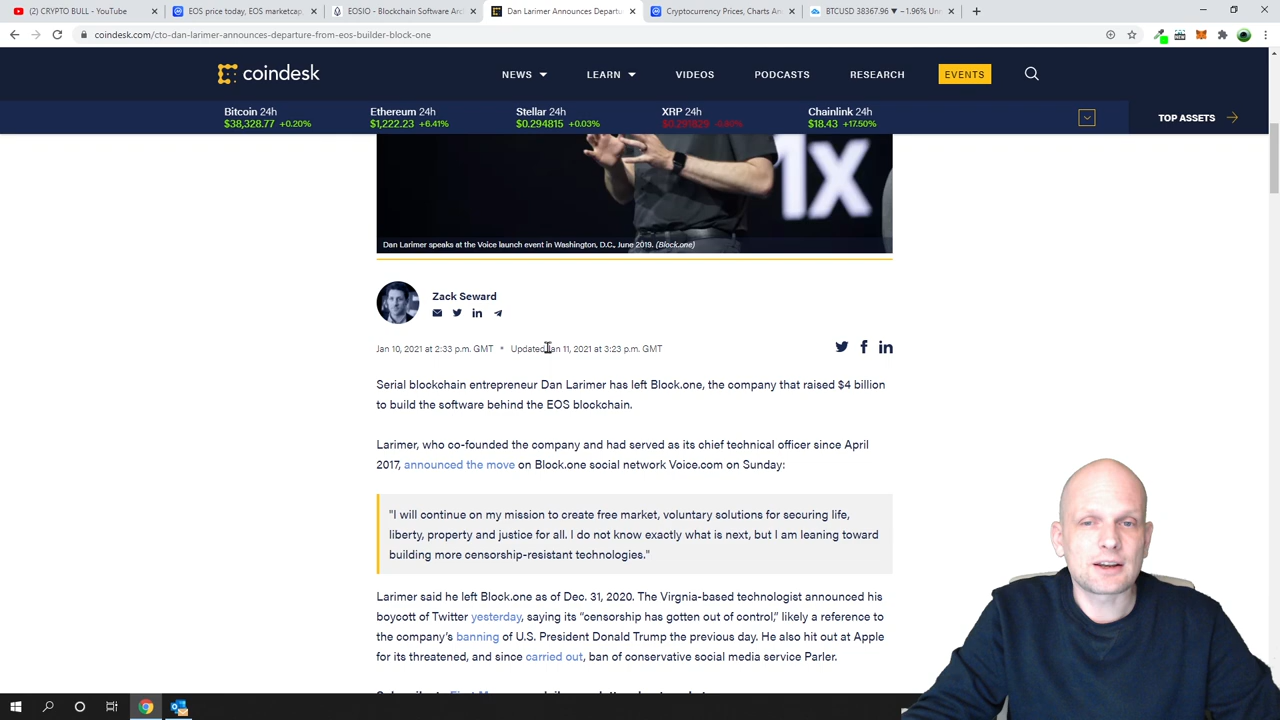 (2) CRYPTO BULL - YouTube
EOS price today, EOS marketcap,
EOSIO - Blockchain Software Arc
Dan Larimer Announces Departu
Cryptocurrency Prices, Charts An
BTCUSD 38367.96 ▼ −1.96% Unn
coindesk.com/cto-dan-larimer-announces-departure-from-eos-builder-block-one
coindesk
NEWS
LEARN
VIDEOS
PODCASTS
RESEARCH
EVENTS
Bitcoin 24h
$38,328.77 +0.20%
Ethereum 24h
$1,222.23 +6.41%
Stellar 24h
$0.294815 +0.03%
XRP 24h
Chainlink 24h
$18.43 +17.50%
TOP ASSETS
1x
Dan Larimer speaks at the Voice launch event in Washington, D.C., June 2019. (Block.one)
Zack Seward
Jan 10, 2021 at 2:33 p.m. GMT • Updated Jan 11, 2021 at 3:23 p.m. GMT
Serial blockchain entrepreneur Dan Larimer has left Block.one, the company that raised $4 billion
to build the software behind the EOS blockchain.
Larimer, who co-founded the company and had served as its chief technical officer since April
2017, announced the move on Block.one social network Voice.com on Sunday:
"I will continue on my mission to create free market, voluntary solutions for securing life,
liberty, property and justice for all. I do not know exactly what is next, but I am leaning toward
building more censorship-resistant technologies."
Larimer said he left Block.one as of Dec. 31, 2020. The Virgnia-based technologist announced his
boycott of Twitter yesterday, saying its “censorship has gotten out of control,” likely a reference to
the company’s banning of U.S. President Donald Trump the previous day. He also hit out at Apple
for its threatened, and since carried out, ban of conservative social media service Parler.